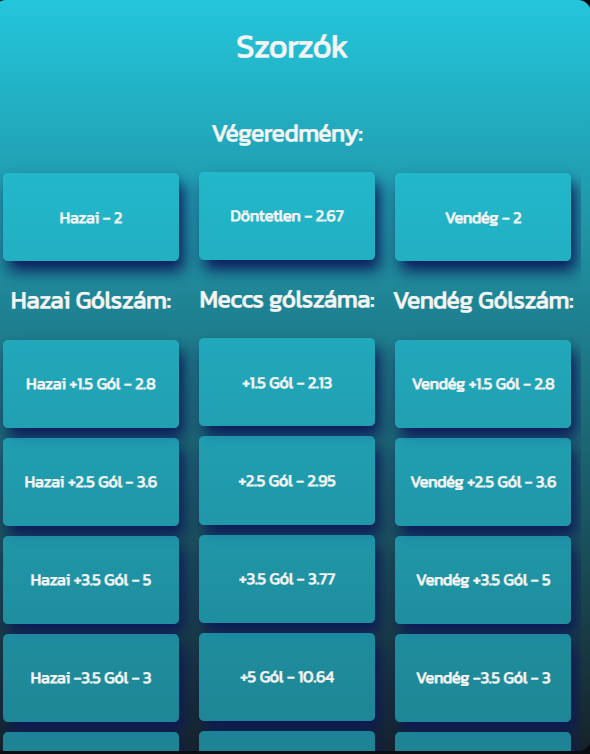 Szorzók
Végeredmény:
Hazai – 2
Döntetlen – 2.67
Vendég – 2
Hazai Gólszám:
Meccs gólszáma:
Vendég Gólszám:
Hazai +1.5 Gól – 2.8
+1.5 Gól – 2.13
Vendég +1.5 Gól – 2.8
Hazai +2.5 Gól – 3.6
+2.5 Gól – 2.95
Vendég +2.5 Gól – 3.6
Hazai +3.5 Gól – 5
+3.5 Gól – 3.77
Vendég +3.5 Gól – 5
Hazai -3.5 Gól – 3
+5 Gól – 10.64
Vendég -3.5 Gól – 3